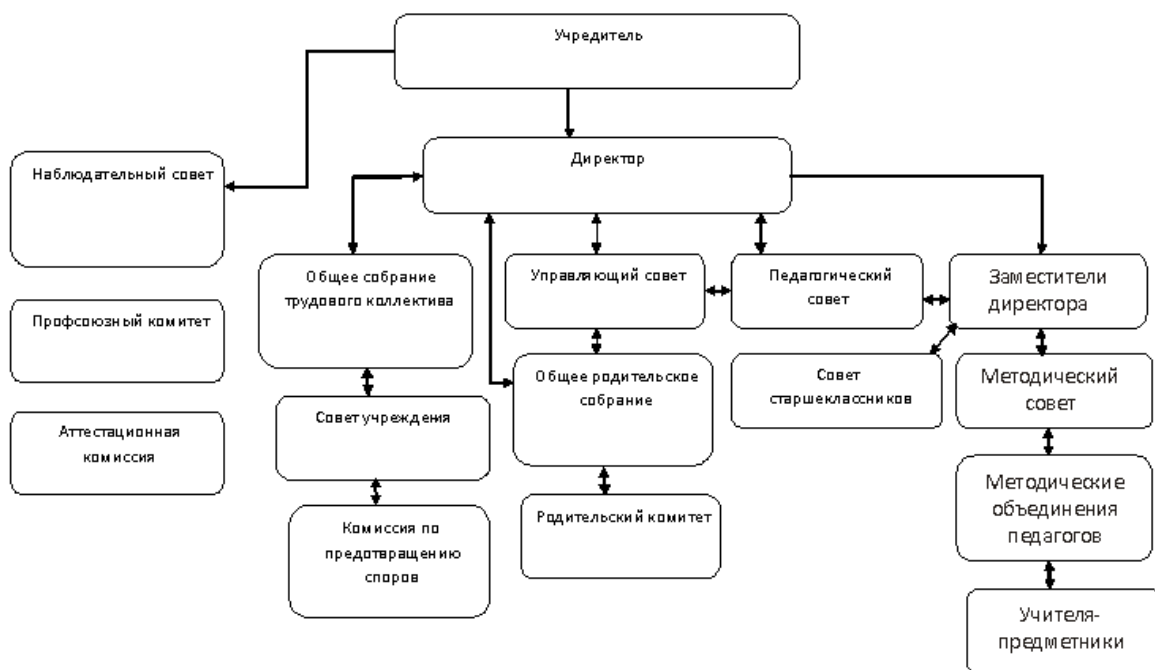 Учредитель
Директор
Наблюдательный совет
Общее собрание
трудового коллектива
Управляющий совет
Педагогический
совет
Заместители
директора
Профсоюзный комитет
Общее родительское
собрание
Совет
старшеклассников
Методический
совет
Аттестационная
комиссия
Совет учреждения
Методические
объединения
педагогов
Родительский комитет
Комиссия по
предотвращению
споров
Учителя-
предметники